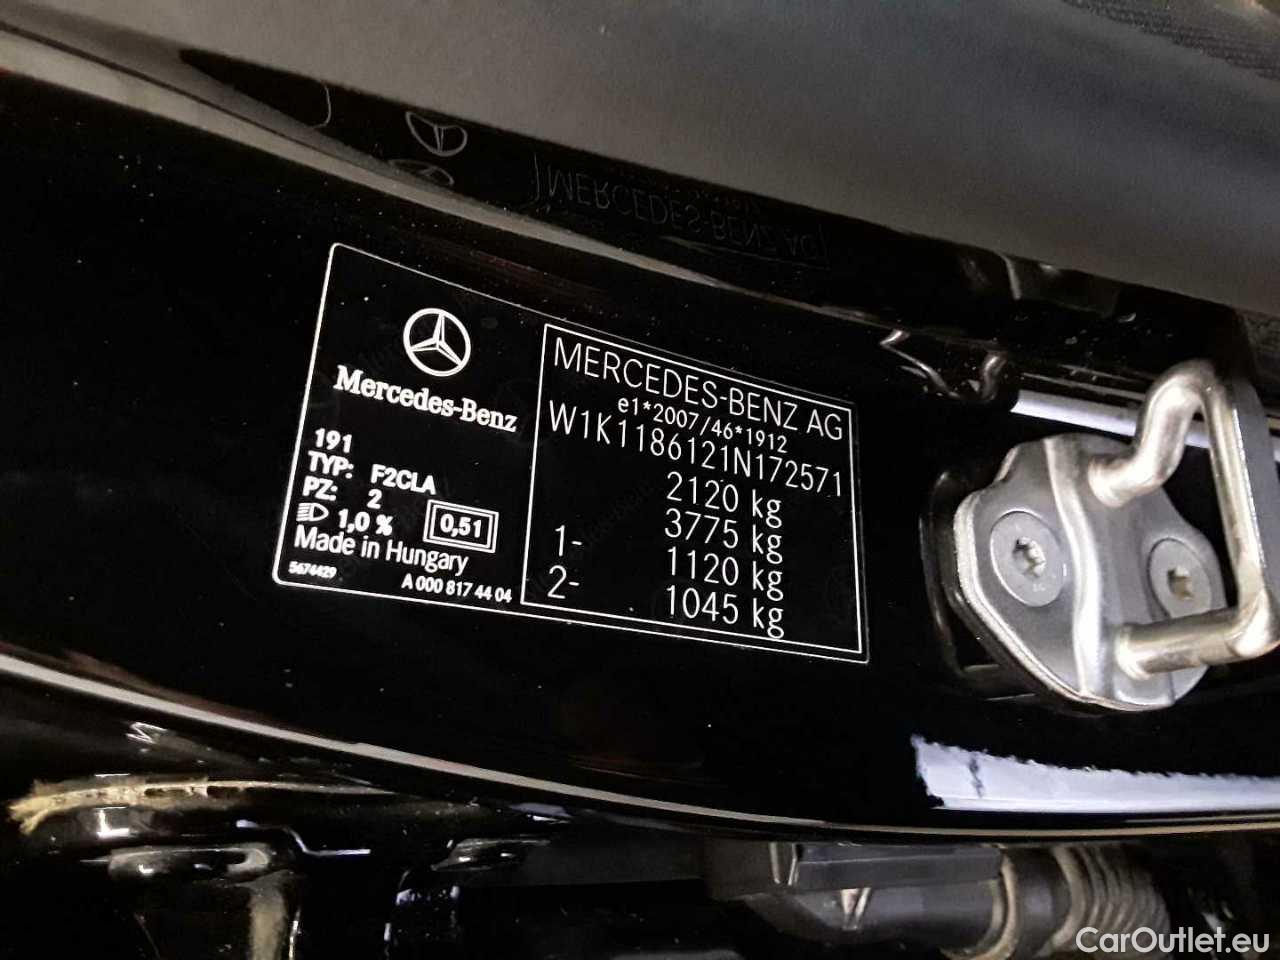 Mercedes-Benz
191
TYP: F2CLA
PZ: 2
1,0 % 0,51
Made in Hungary
5674429 A 000 817 44 04
MERCEDES-BENZ AG
e1*2007/46*1912
W1K1186121N172571
2120 kg
3775 kg
1- 1120 kg
2- 1045 kg
MERCEDES-BENZ AG
CarOutlet.eu